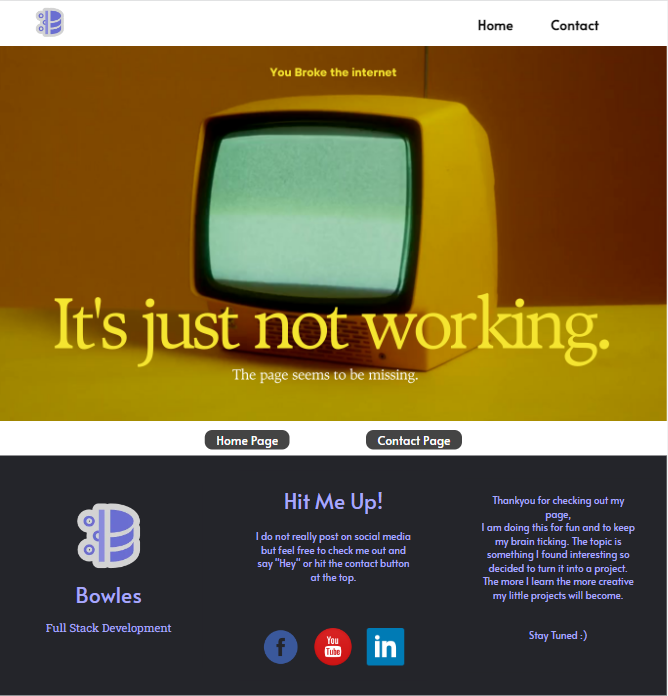 Home
Contact
You Broke the internet
It's just not working.
The page seems to be missing.
Home Page
Contact Page
Bowles
Full Stack Development
Hit Me Up!
I do not really post on social media
but feel free to check me out and
say "Hey" or hit the contact button
at the top.
f
You
Tube
in
Thankyou for checking out my
page,
I am doing this for fun and to keep
my brain ticking. The topic is
something I found interesting so
decided to turn it into a project.
The more I learn the more creative
my little projects will become.
Stay Tuned :)